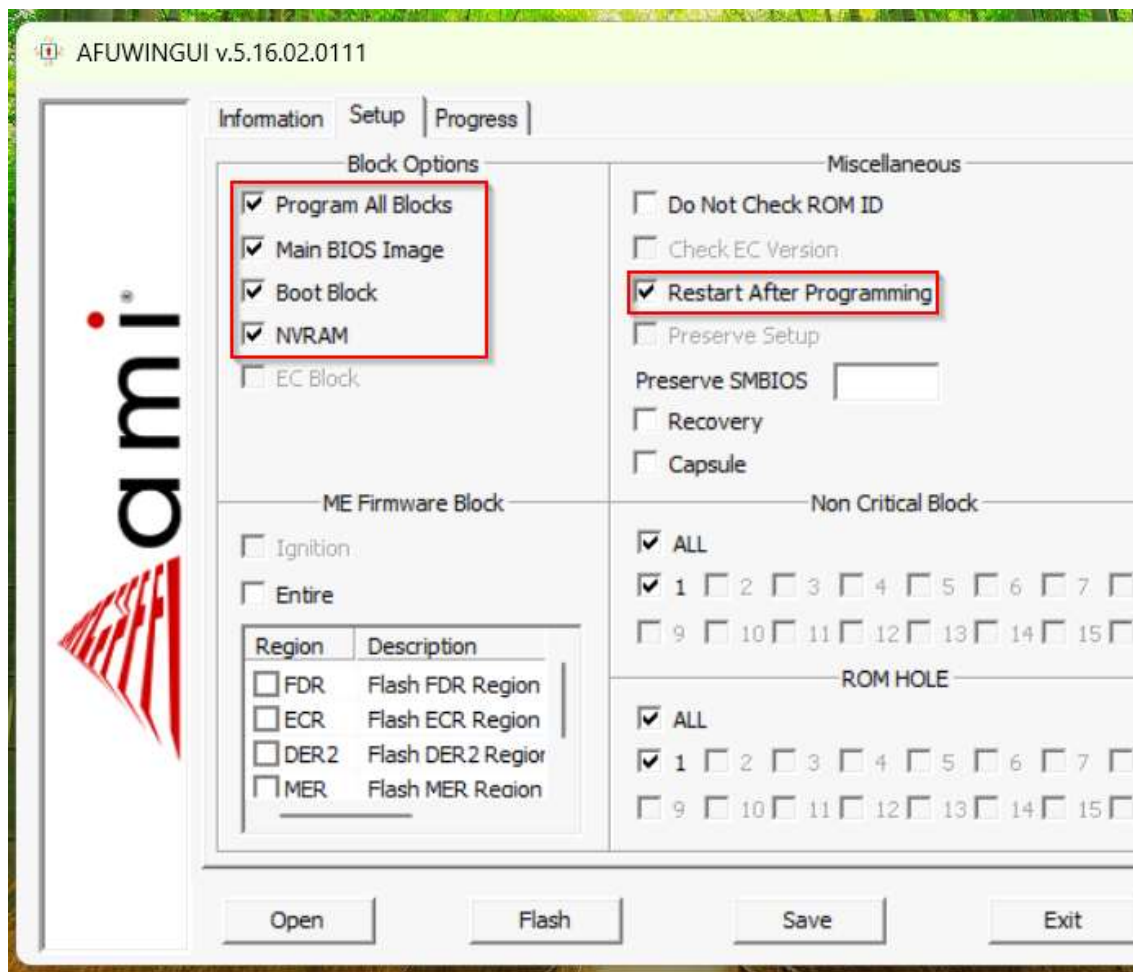 AFUWINGUI v.5.16.02.0111
Information Setup Progress
Block Options
Program All Blocks
Main BIOS Image
Boot Block
NVRAM
EC Block
Miscellaneous
Do Not Check ROM ID
Check EC Version
Restart After Programming
Preserve Setup
Preserve SMBIOS
Recovery
Capsule
ME Firmware Block
Ignition
Entire
Region Description
FDR Flash FDR Region
ECR Flash ECR Region
DER2 Flash DER2 Region
MER Flash MER Region
Non Critical Block
ALL
1 2 3 4 5 6 7
9 10 11 12 13 14 15
ROM HOLE
ALL
1 2 3 4 5 6 7
9 10 11 12 13 14 15
ami®
Open Flash Save Exit